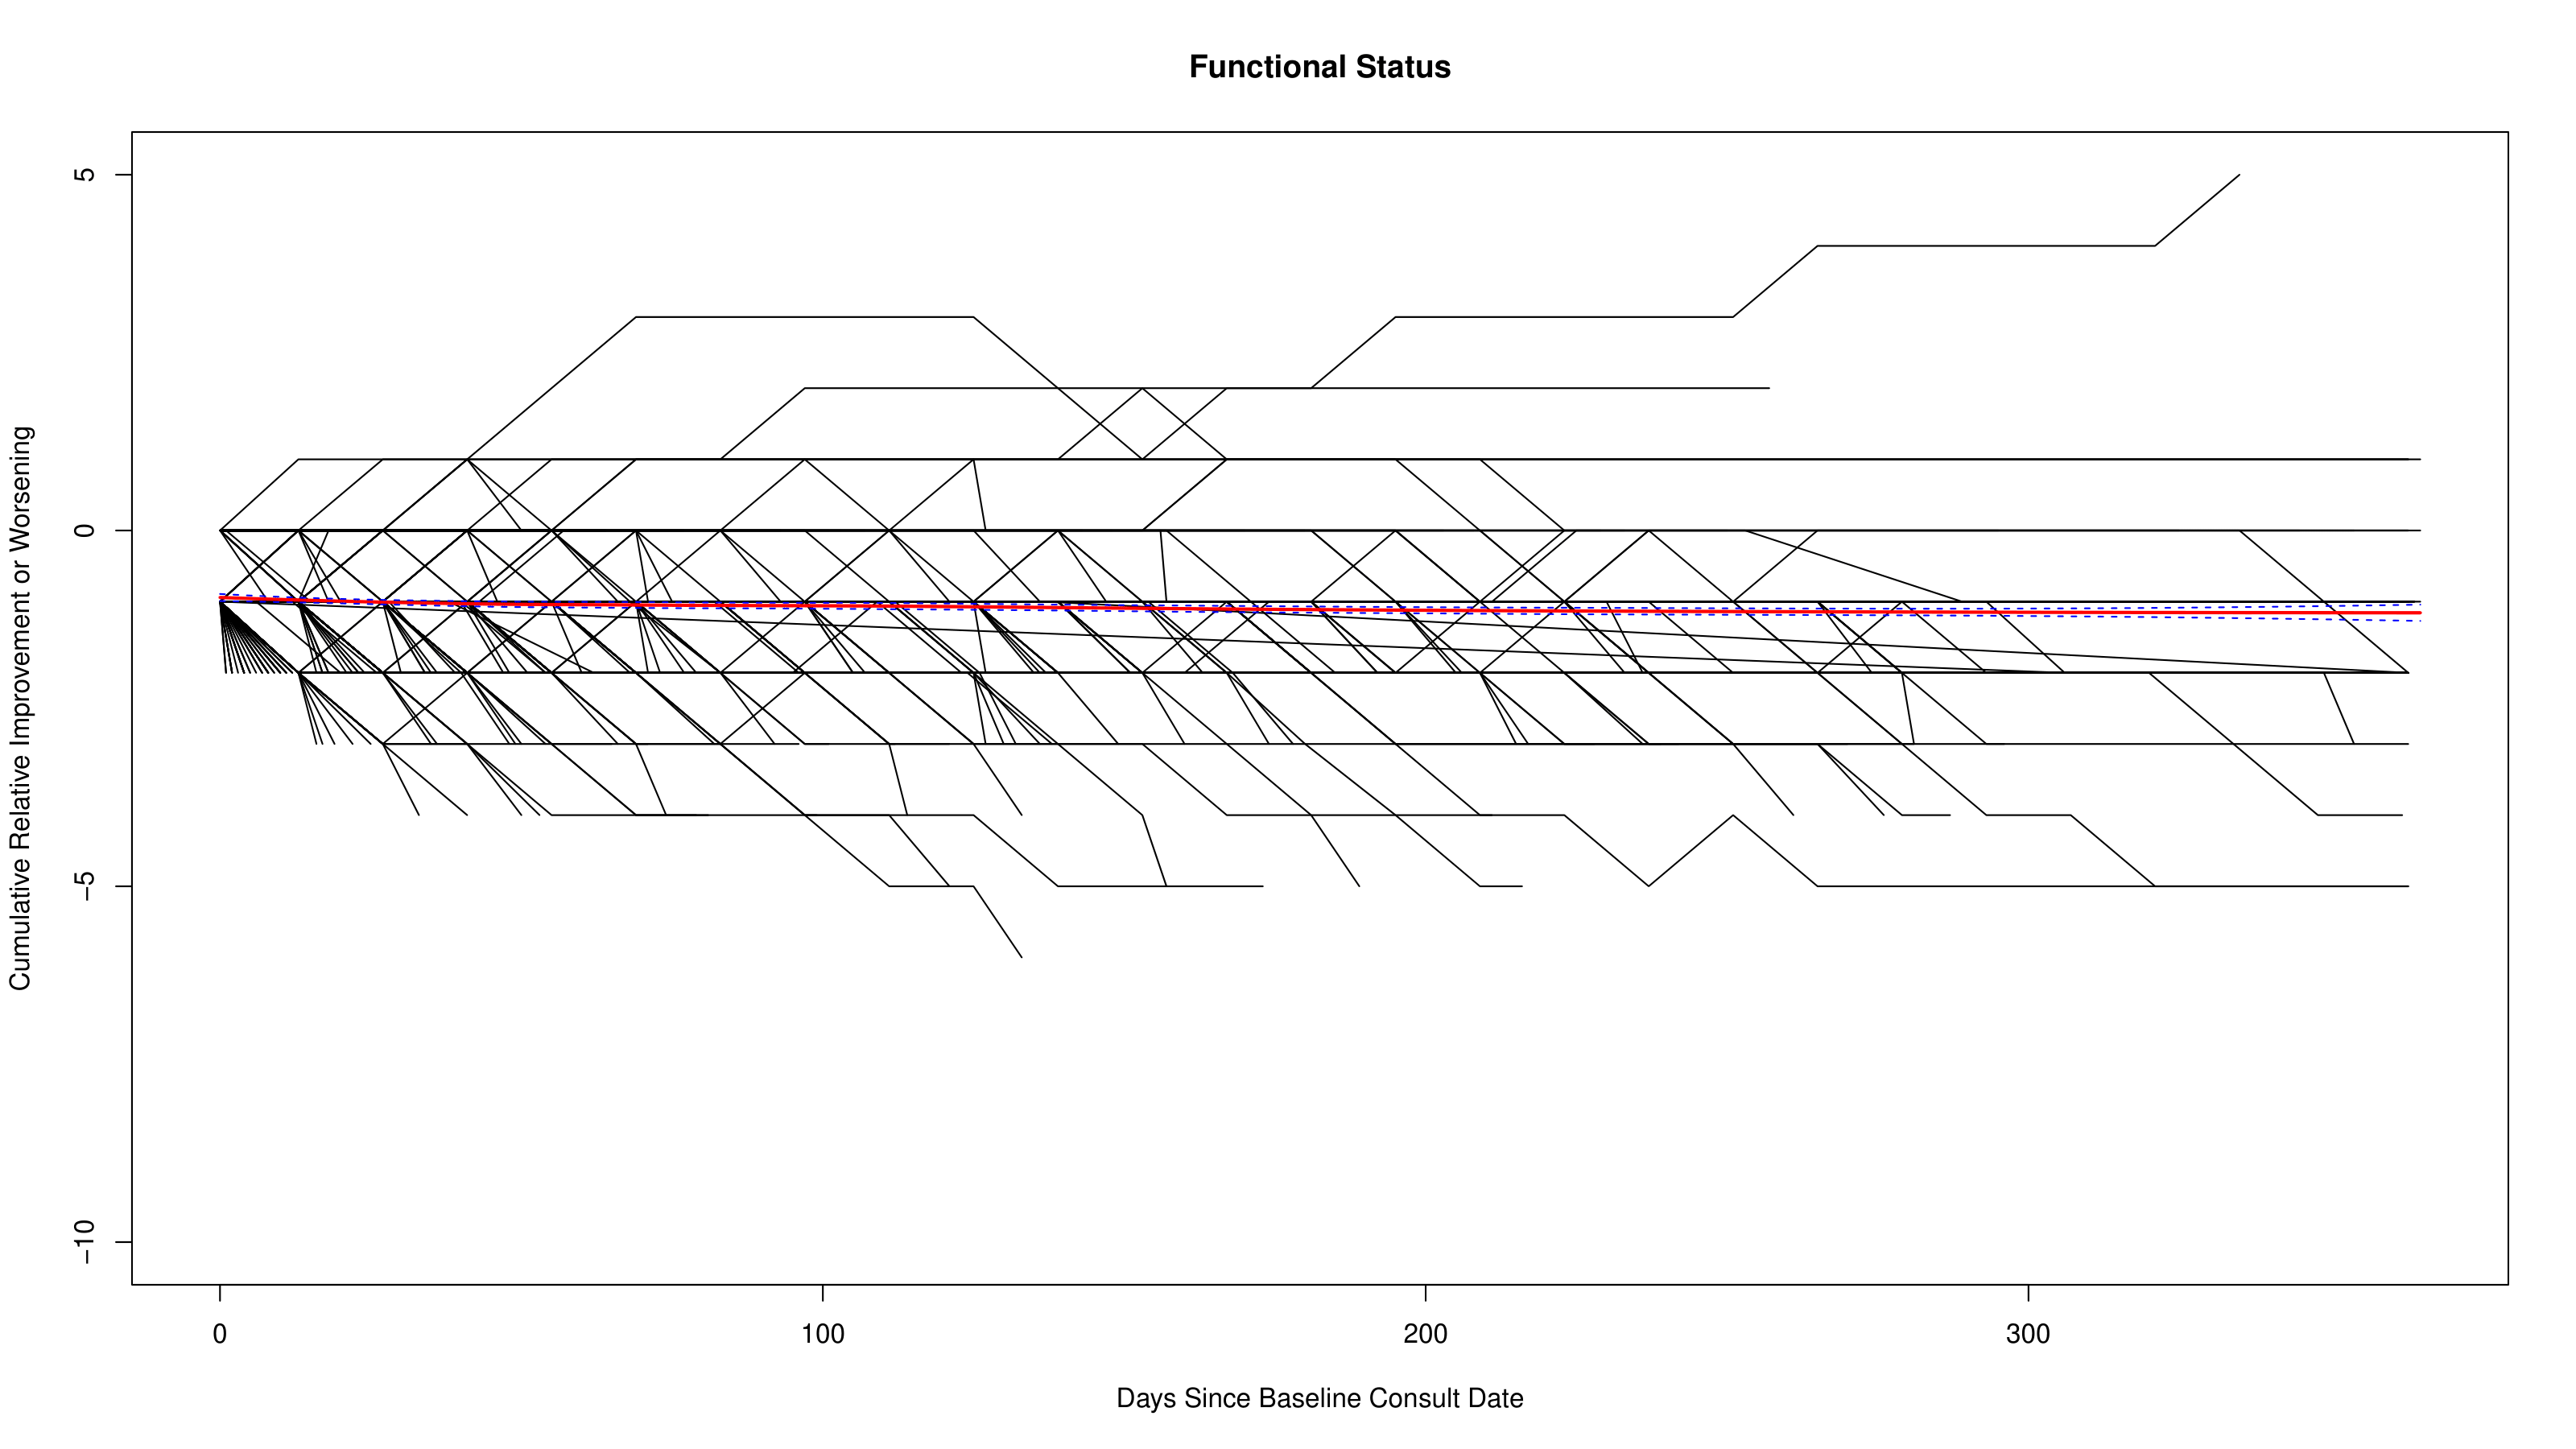 Functional Status
Cumulative Relative Improvement or Worsening
5
0
−5
−10
0 100 200 300
Days Since Baseline Consult Date